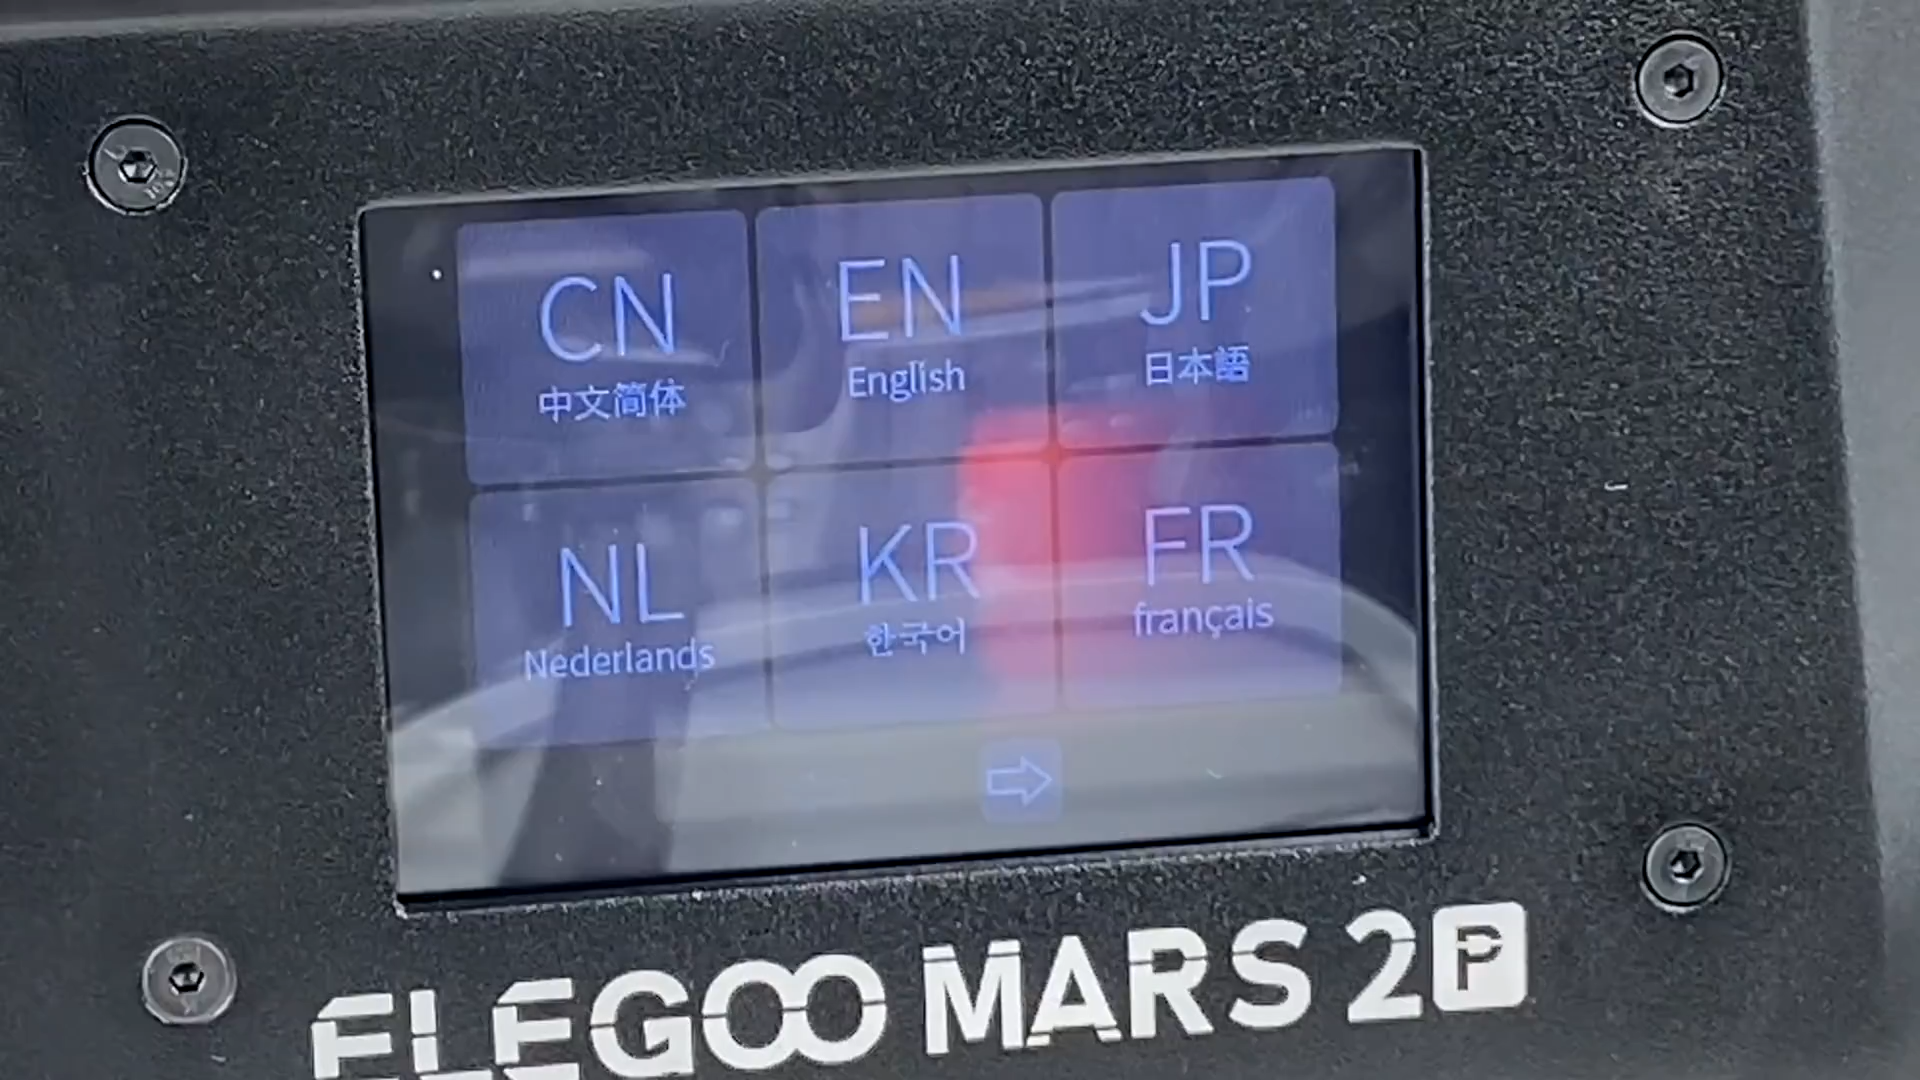 CN
中文简体
EN
English
JP
日本語
NL
Nederlands
KR
한국어
FR
français
ELEGOO MARS 2 P